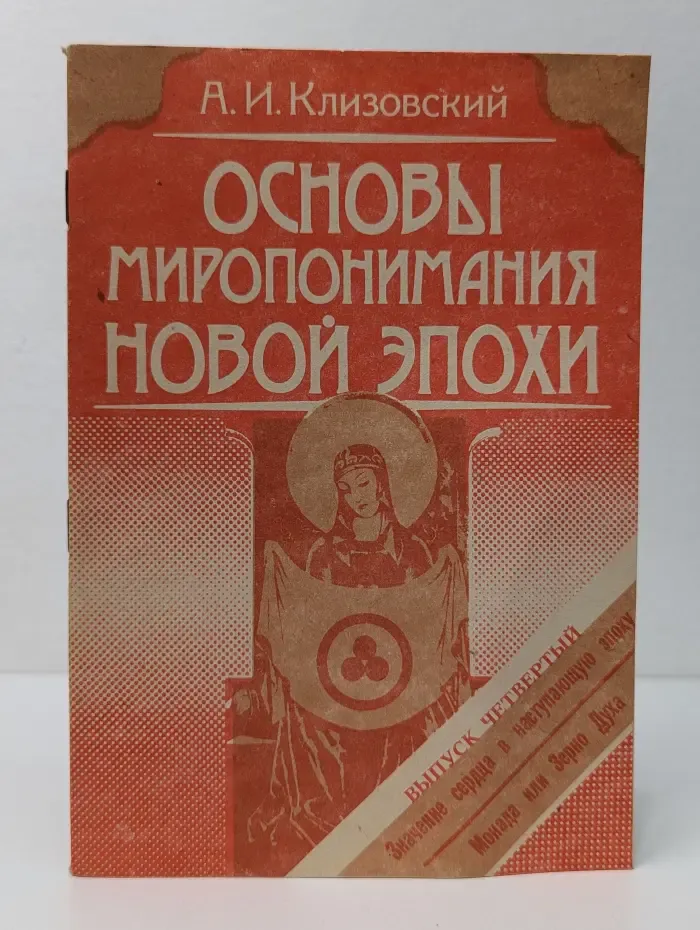 А. И. Клизовский
ОСНОВЫ
МИРОПОНИМАНИЯ
НОВОЙ ЭПОХИ
ВЫПУСК ЧЕТВЕРТЫЙ
Значение сердца в наступающую эпоху
Монада или Зерно Духа